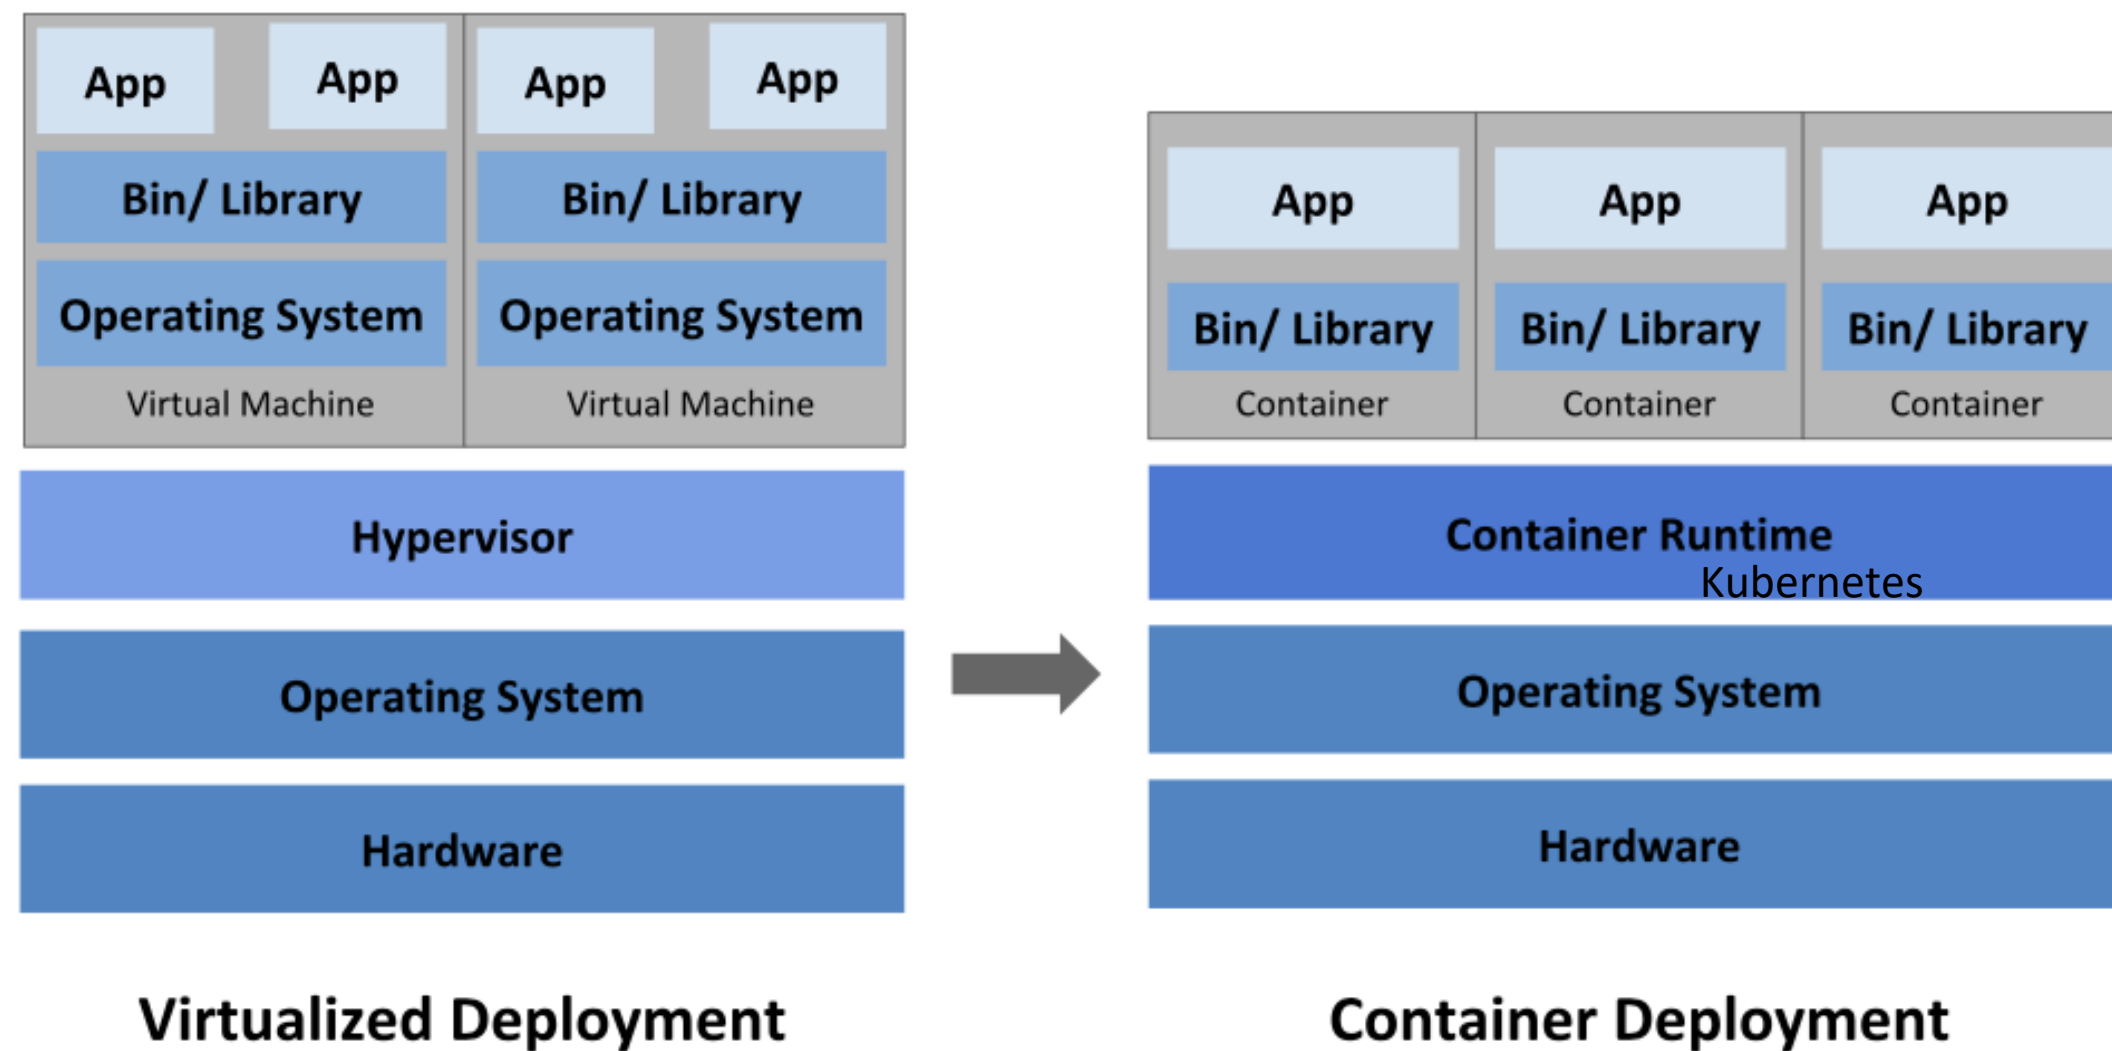 App
App
App
App
Bin/ Library
Bin/ Library
Operating System
Operating System
Virtual Machine
Virtual Machine
Hypervisor
Operating System
Hardware
Virtualized Deployment
App
App
App
Bin/ Library
Bin/ Library
Bin/ Library
Container
Container
Container
Container Runtime
Kubernetes
Operating System
Hardware
Container Deployment